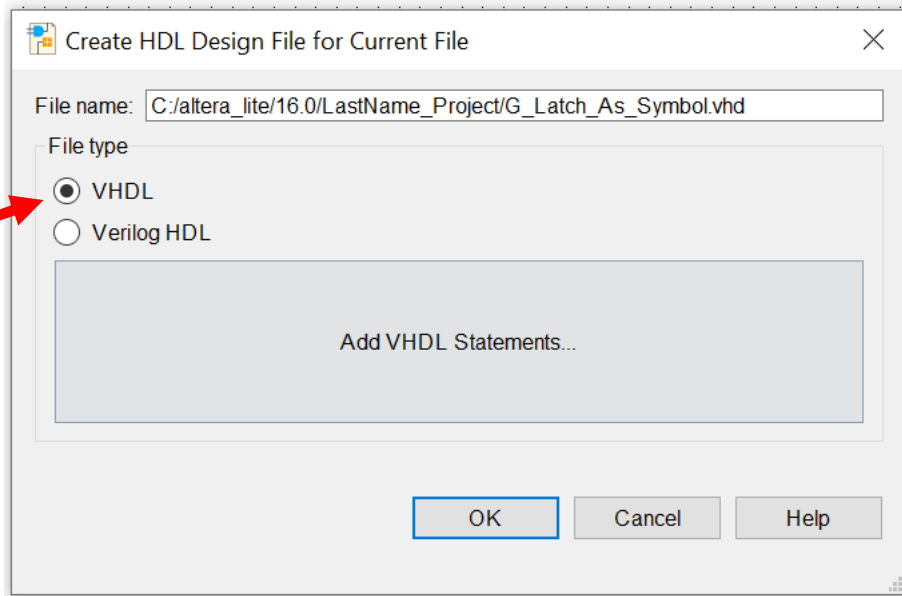 Create HDL Design File for Current File
File name: C:/altera_lite/16.0/LastName_Project/G_Latch_As_Symbol.vhd
File type
VHDL
Verilog HDL
Add VHDL Statements...
OK Cancel Help